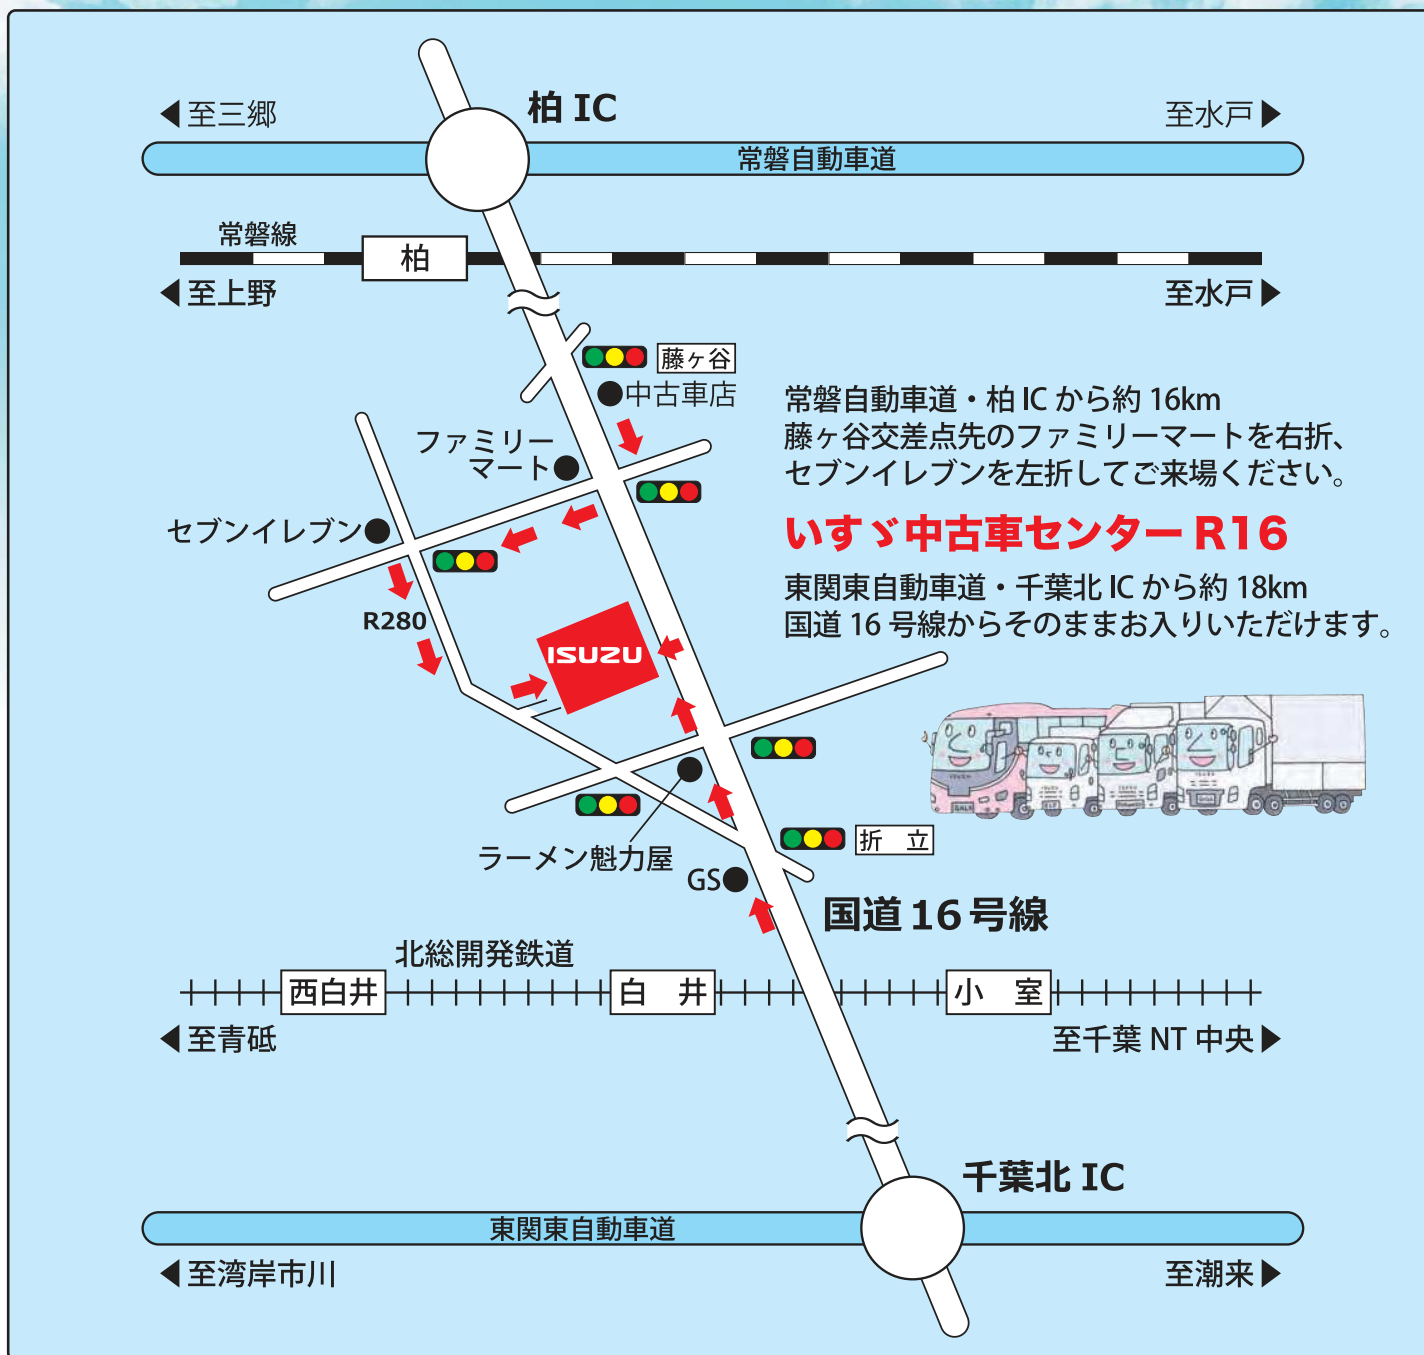 柏 IC
至三郷
至水戸
常磐自動車道
常磐線
柏
至上野
至水戸
藤ヶ谷
中古車店
ファミリー
マート
セブンイレブン
R280
常磐自動車道・柏 IC から約 16km
藤ヶ谷交差点先のファミリーマートを右折、
セブンイレブンを左折してご来場ください。
いすゞ中古車センター R16
東関東自動車道・千葉北 IC から約 18km
国道 16 号線からそのままお入りいただけます。
ISUZU
ラーメン魁力屋
折 立
GS
国道 16 号線
北総開発鉄道
西白井
白 井
小 室
至青砥
至千葉 NT 中央
千葉北 IC
東関東自動車道
至湾岸市川
至潮来